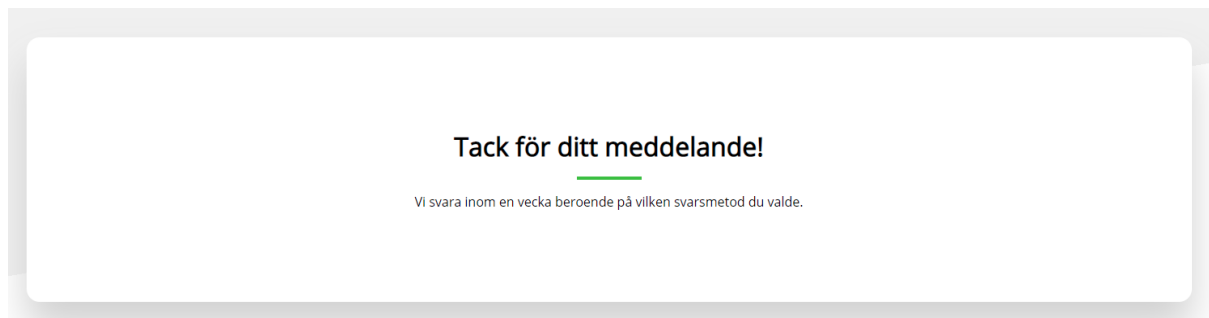 Tack för ditt meddelande!
Vi svara inom en vecka beroende på vilken svarsmetod du valde.